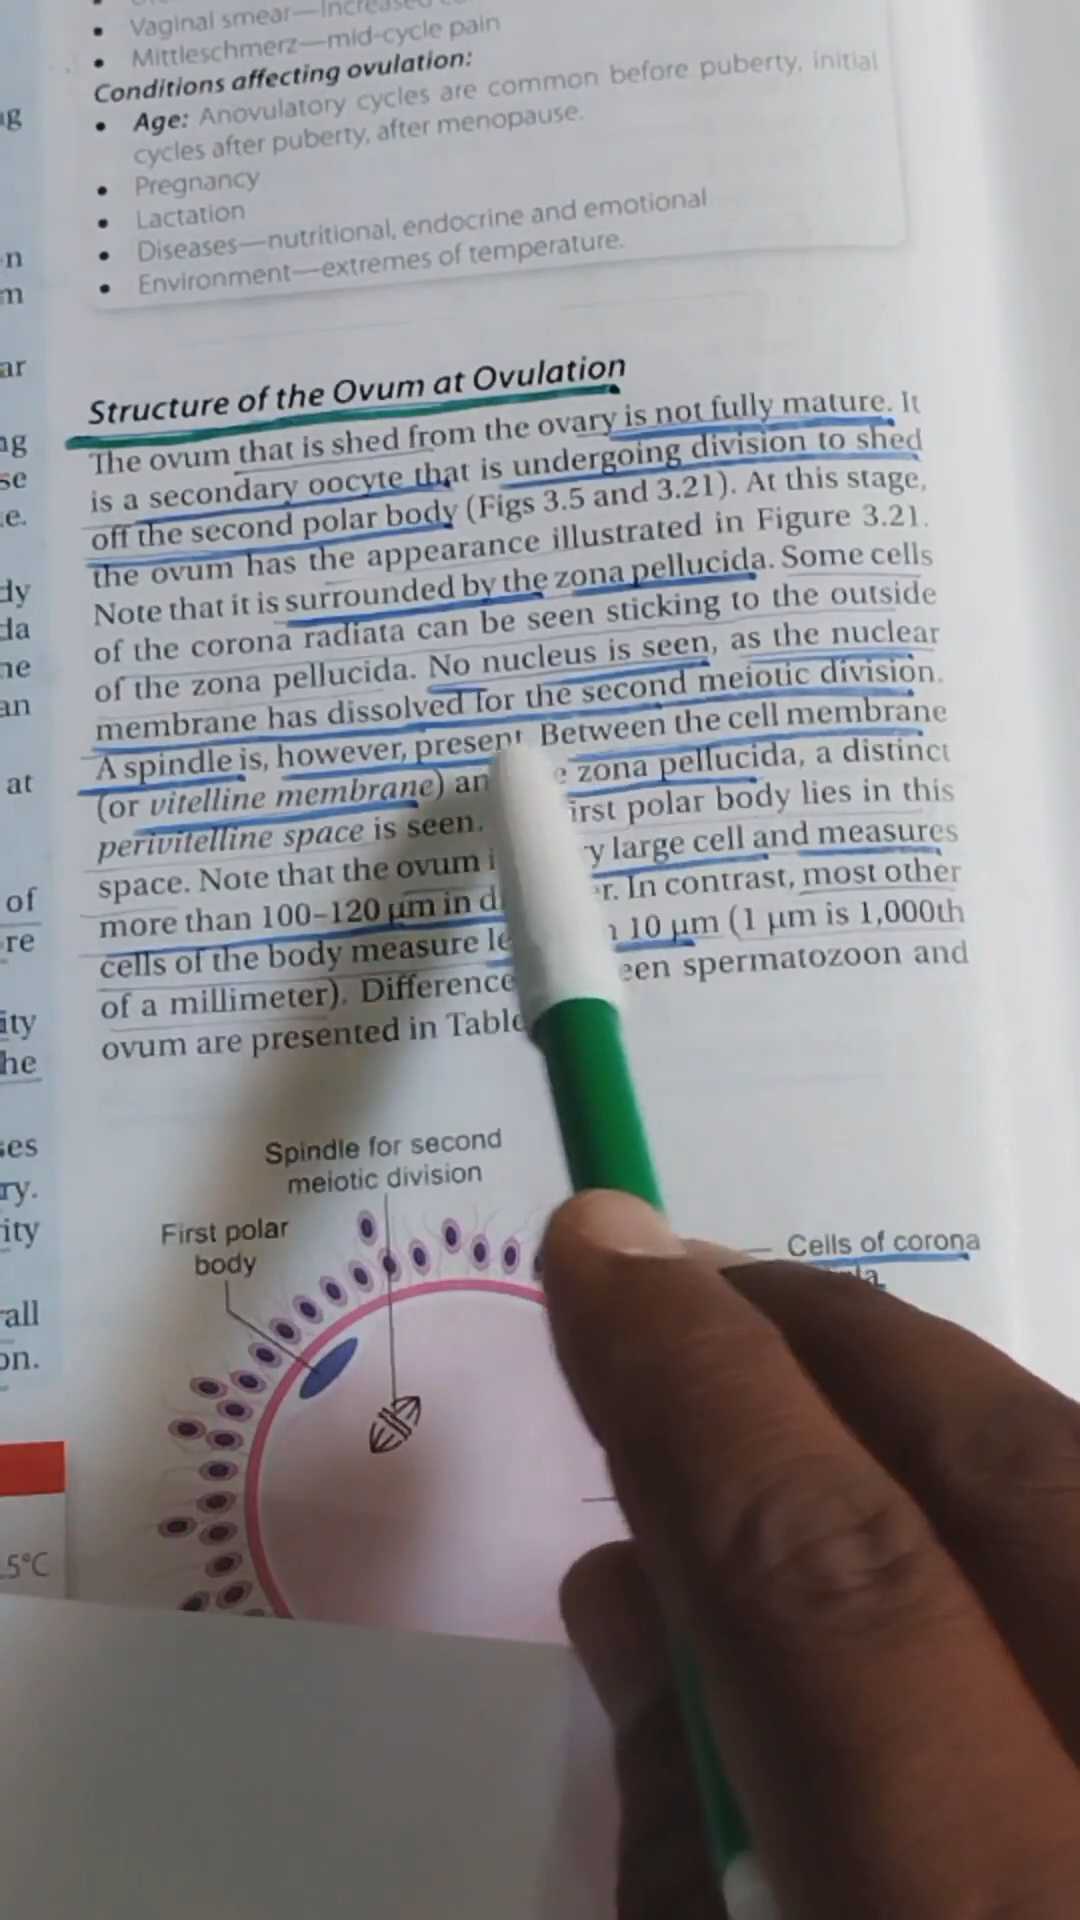 Vaginal smear—Increased
• Mittleschmerz—mid-cycle pain
Conditions affecting ovulation:
• Age: Anovulatory cycles are common before puberty, initial
cycles after puberty, after menopause.
• Pregnancy
• Lactation
• Diseases—nutritional, endocrine and emotional
• Environment—extremes of temperature.
Structure of the Ovum at Ovulation
The ovum that is shed from the ovary is not fully mature. It
is a secondary oocyte that is undergoing division to shed
off the second polar body (Figs 3.5 and 3.21). At this stage,
the ovum has the appearance illustrated in Figure 3.21.
Note that it is surrounded by the zona pellucida. Some cells
of the corona radiata can be seen sticking to the outside
of the zona pellucida. No nucleus is seen, as the nuclear
membrane has dissolved for the second meiotic division.
A spindle is, however, present. Between the cell membrane
(or vitelline membrane) zona pellucida, a distinct
perivitelline space is seen. polar body lies in this
space. Note that the ovum large cell and measures
more than 100–120 µm in In contrast, most other
cells of the body measure 10 µm (1 µm is 1,000th
of a millimeter). spermatozoon and
ovum are presented in
Spindle for second
meiotic division
First polar
body
Cells of corona
5°C